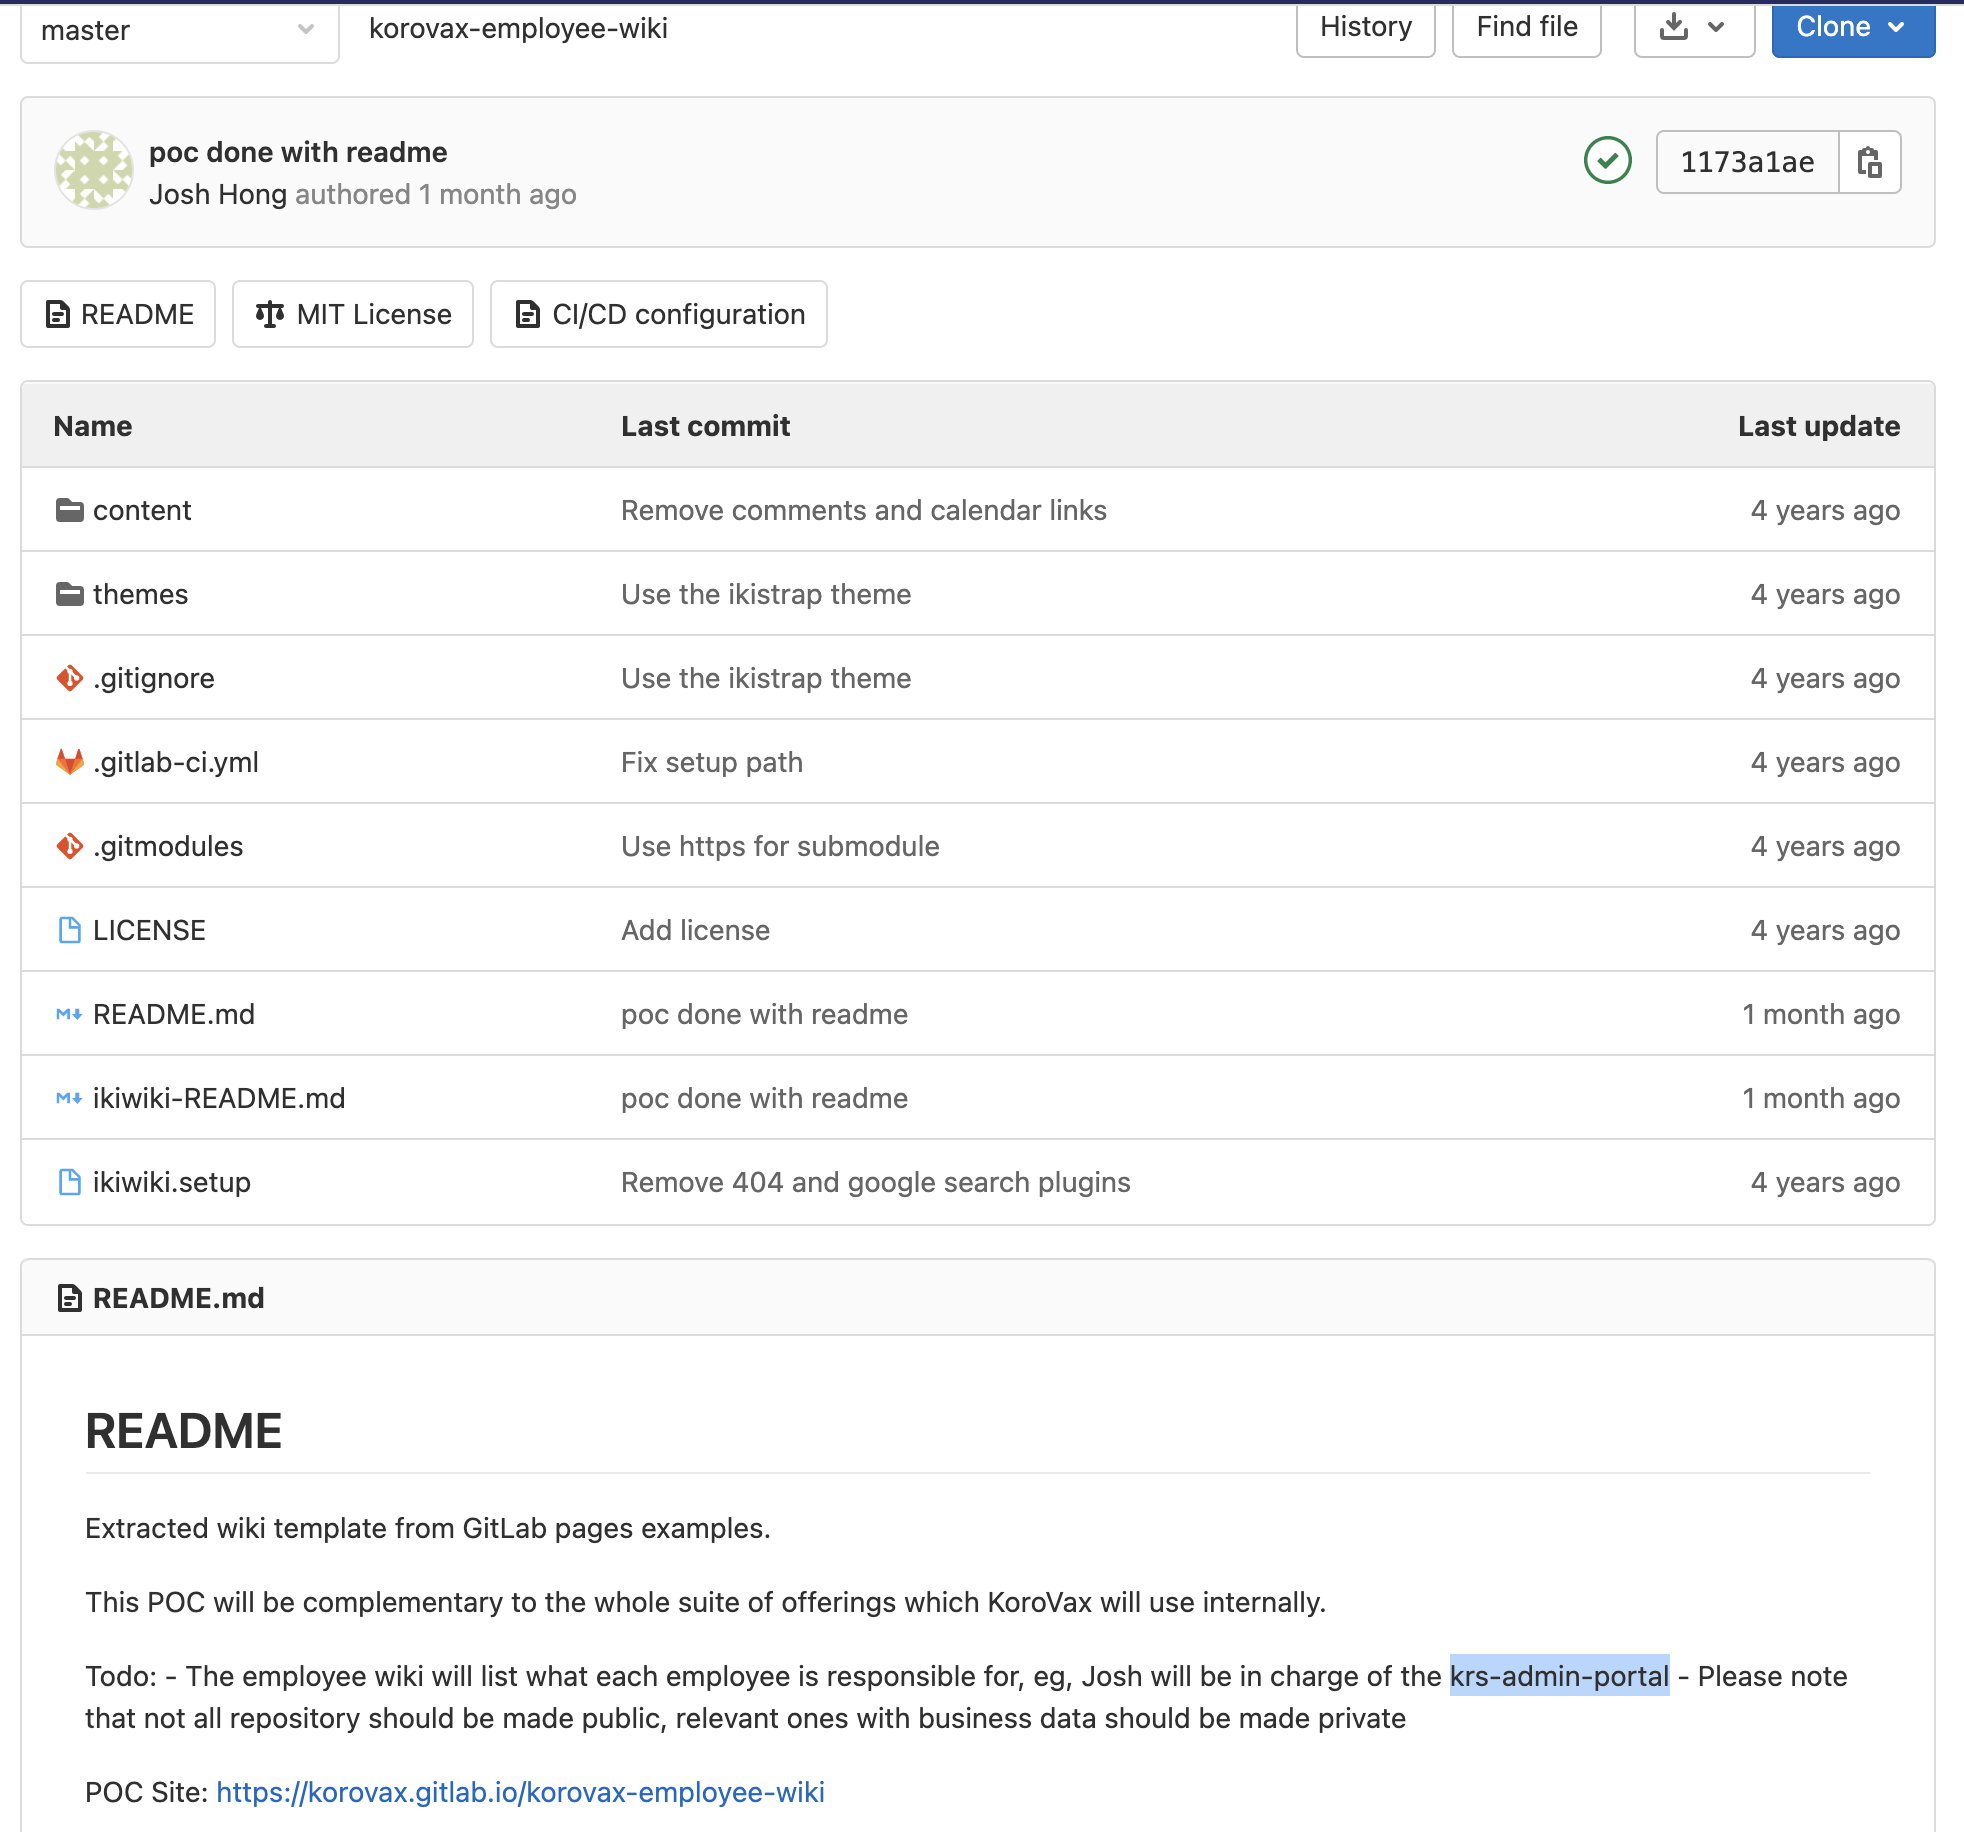 master korovax-employee-wiki History Find file Clone
poc done with readme
Josh Hong authored 1 month ago
1173a1ae
README MIT License CI/CD configuration
Name Last commit Last update
content Remove comments and calendar links 4 years ago
themes Use the ikistrap theme 4 years ago
.gitignore Use the ikistrap theme 4 years ago
.gitlab-ci.yml Fix setup path 4 years ago
.gitmodules Use https for submodule 4 years ago
LICENSE Add license 4 years ago
README.md poc done with readme 1 month ago
ikiwiki-README.md poc done with readme 1 month ago
ikiwiki.setup Remove 404 and google search plugins 4 years ago
README.md
README
Extracted wiki template from GitLab pages examples.
This POC will be complementary to the whole suite of offerings which KoroVax will use internally.
Todo: - The employee wiki will list what each employee is responsible for, eg, Josh will be in charge of the krs-admin-portal - Please note
that not all repository should be made public, relevant ones with business data should be made private
POC Site: https://korovax.gitlab.io/korovax-employee-wiki